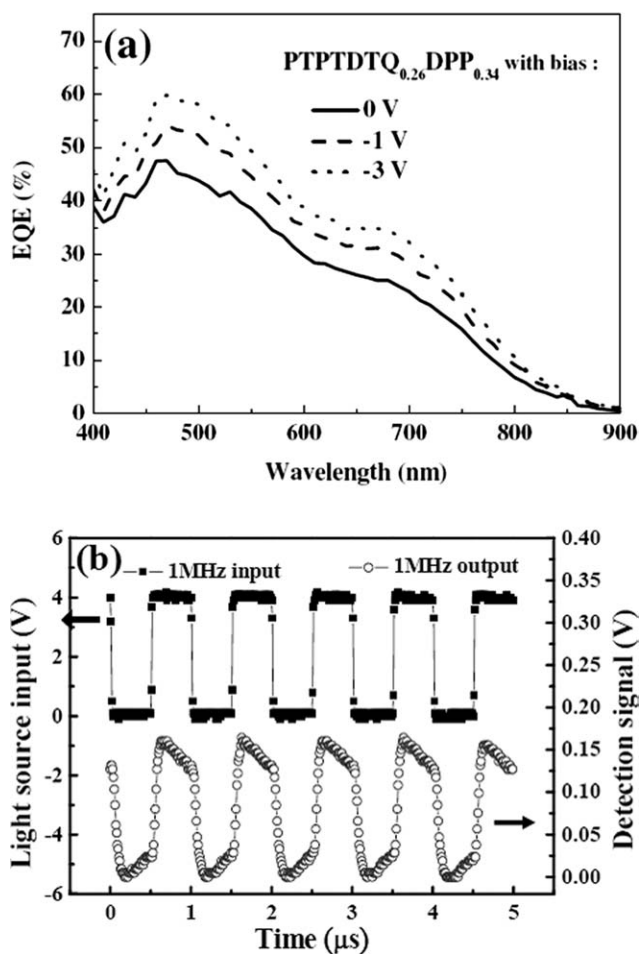 (a)
PTPTDTQ0.26DPP0.34 with bias :
0 V
-1 V
-3 V
EQE (%)
70
60
50
40
30
20
10
0
400 500 600 700 800 900
Wavelength (nm)
(b)
1MHz input
1MHz output
Light source input (V)
6
4
2
0
-2
-4
-6
Detection signal (V)
0.40
0.35
0.30
0.25
0.20
0.15
0.10
0.05
0.00
0 1 2 3 4 5
Time (μs)